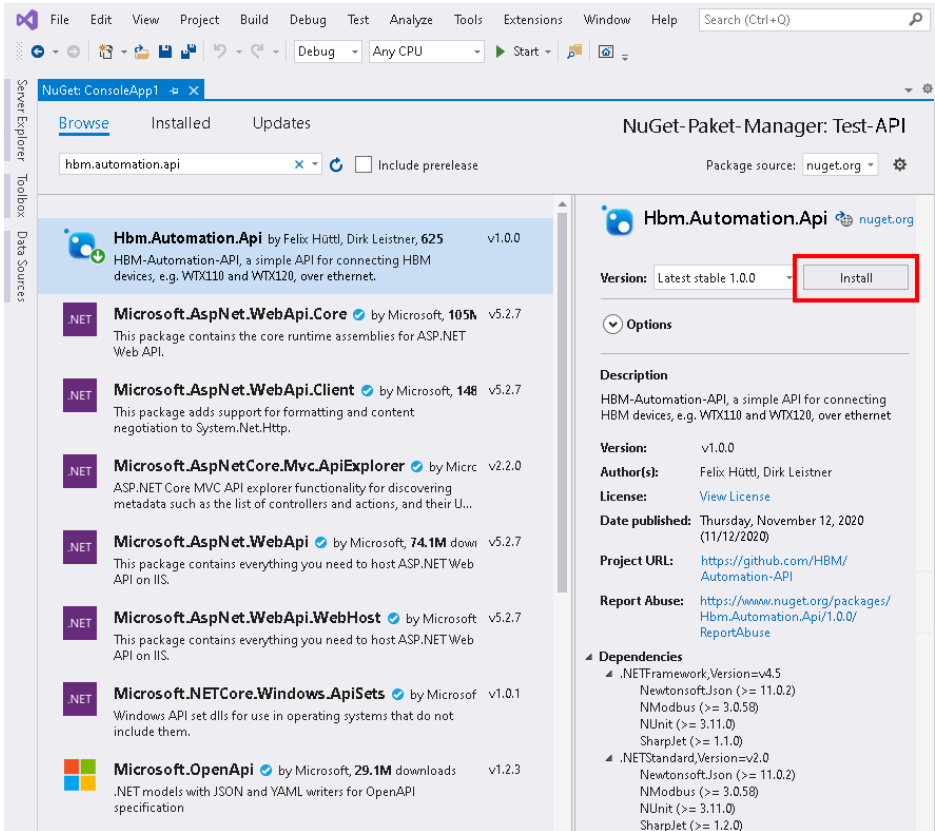 File Edit View Project Build Debug Test Analyze Tools Extensions Window Help Search (Ctrl+Q)
Debug Any CPU Start
Server Explorer
Toolbox
Data Sources
NuGet: ConsoleApp1
Browse Installed Updates
NuGet-Paket-Manager: Test-API
hbm.automation.api
Include prerelease
Package source: nuget.org
Hbm.Automation.Api by Felix Hüttl, Dirk Leistner, 625 v1.0.0
HBM-Automation-API, a simple API for connecting HBM
devices, e.g. WTX110 and WTX120, over ethernet.
.NET
Microsoft.AspNet.WebApi.Core by Microsoft, 105M v5.2.7
This package contains the core runtime assemblies for ASP.NET
Web API.
.NET
Microsoft.AspNet.WebApi.Client by Microsoft, 148 v5.2.7
This package adds support for formatting and content
negotiation to System.Net.Http.
.NET
Microsoft.AspNetCore.Mvc.ApiExplorer by Micrc v2.2.0
ASP.NET Core MVC API explorer functionality for discovering
metadata such as the list of controllers and actions, and their U...
.NET
Microsoft.AspNet.WebApi by Microsoft, 74.1M dowi v5.2.7
This package contains everything you need to host ASP.NET Web
API on IIS.
.NET
Microsoft.AspNet.WebApi.WebHost by Microsoft v5.2.7
This package contains everything you need to host ASP.NET Web
API on IIS.
.NET
Microsoft.NETCore.Windows.ApiSets by Microsof v1.0.1
Windows API set dlls for use in operating systems that do not
include them.
Microsoft.OpenApi by Microsoft, 29.1M downloads v1.2.3
.NET models with JSON and YAML writers for OpenAPI
specification
Hbm.Automation.Api nuget.org
Version: Latest stable 1.0.0 Install
Options
Description
HBM-Automation-API, a simple API for connecting
HBM devices, e.g. WTX110 and WTX120, over ethernet
Version: v1.0.0
Author(s): Felix Hüttl, Dirk Leistner
License: View License
Date published: Thursday, November 12, 2020
(11/12/2020)
Project URL: https://github.com/HBM/
Automation-API
Report Abuse: https://www.nuget.org/packages/
Hbm.Automation.Api/1.0.0/
ReportAbuse
Dependencies
.NETFramework,Version=v4.5
Newtonsoft.Json (>= 11.0.2)
NModbus (>= 3.0.58)
NUnit (>= 3.11.0)
SharpJet (>= 1.1.0)
.NETStandard,Version=v2.0
Newtonsoft.Json (>= 11.0.2)
NModbus (>= 3.0.58)
NUnit (>= 3.11.0)
SharpJet (>= 1.2.0)